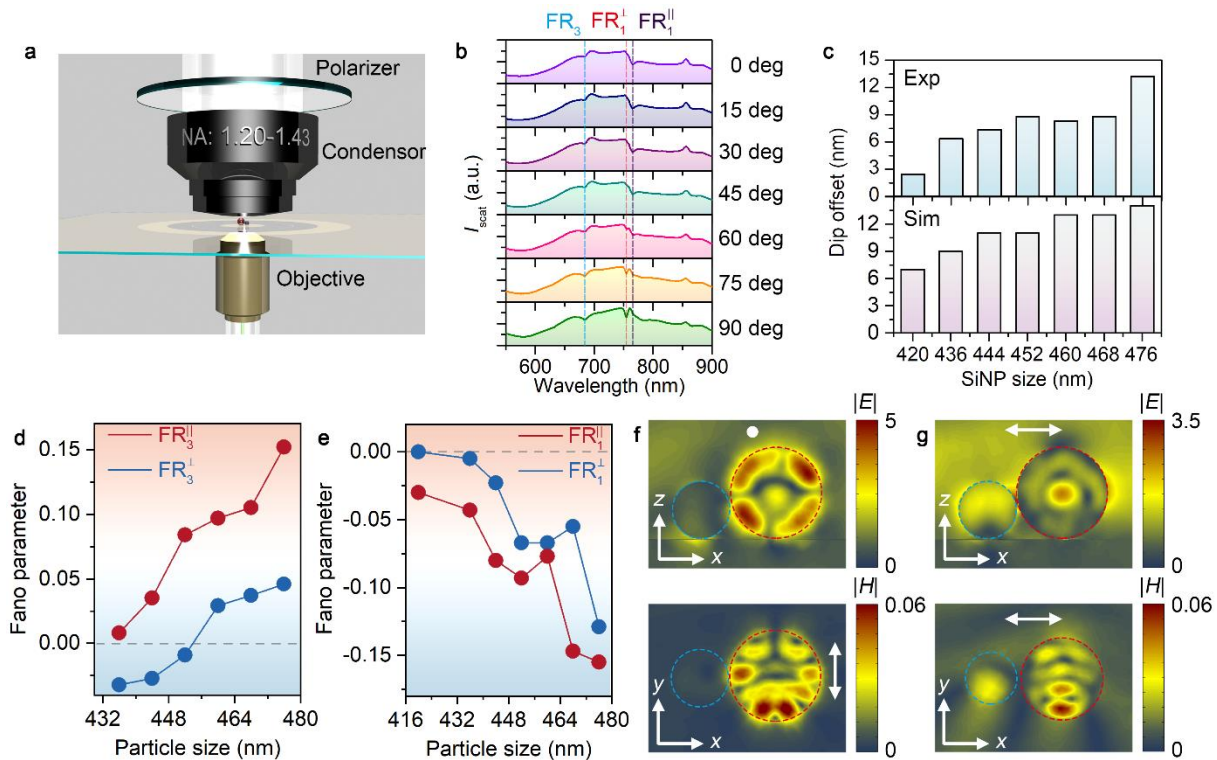 a
Polarizer
NA: 1.20-1.43
Condensor
Objective
b
FR3 FR1⊥ FR1||
0 deg
15 deg
30 deg
45 deg
60 deg
75 deg
90 deg
Iscat (a.u.)
600 700 800 900
Wavelength (nm)
c
Exp
15
12
9
6
3
0
Dip offset (nm)
Sim
12
9
6
3
0
420 436 444 452 460 468 476
SiNP size (nm)
d
FR3||
FR3⊥
0.15
0.10
0.05
0.00
Fano parameter
432 448 464 480
Particle size (nm)
e
FR1||
FR1⊥
0.00
-0.05
-0.10
-0.15
Fano parameter
416 432 448 464 480
Particle size (nm)
f
|E|
5
0
z
x
|H|
0.06
0
y
x
g
|E|
3.5
0
z
x
|H|
0.06
0
y
x